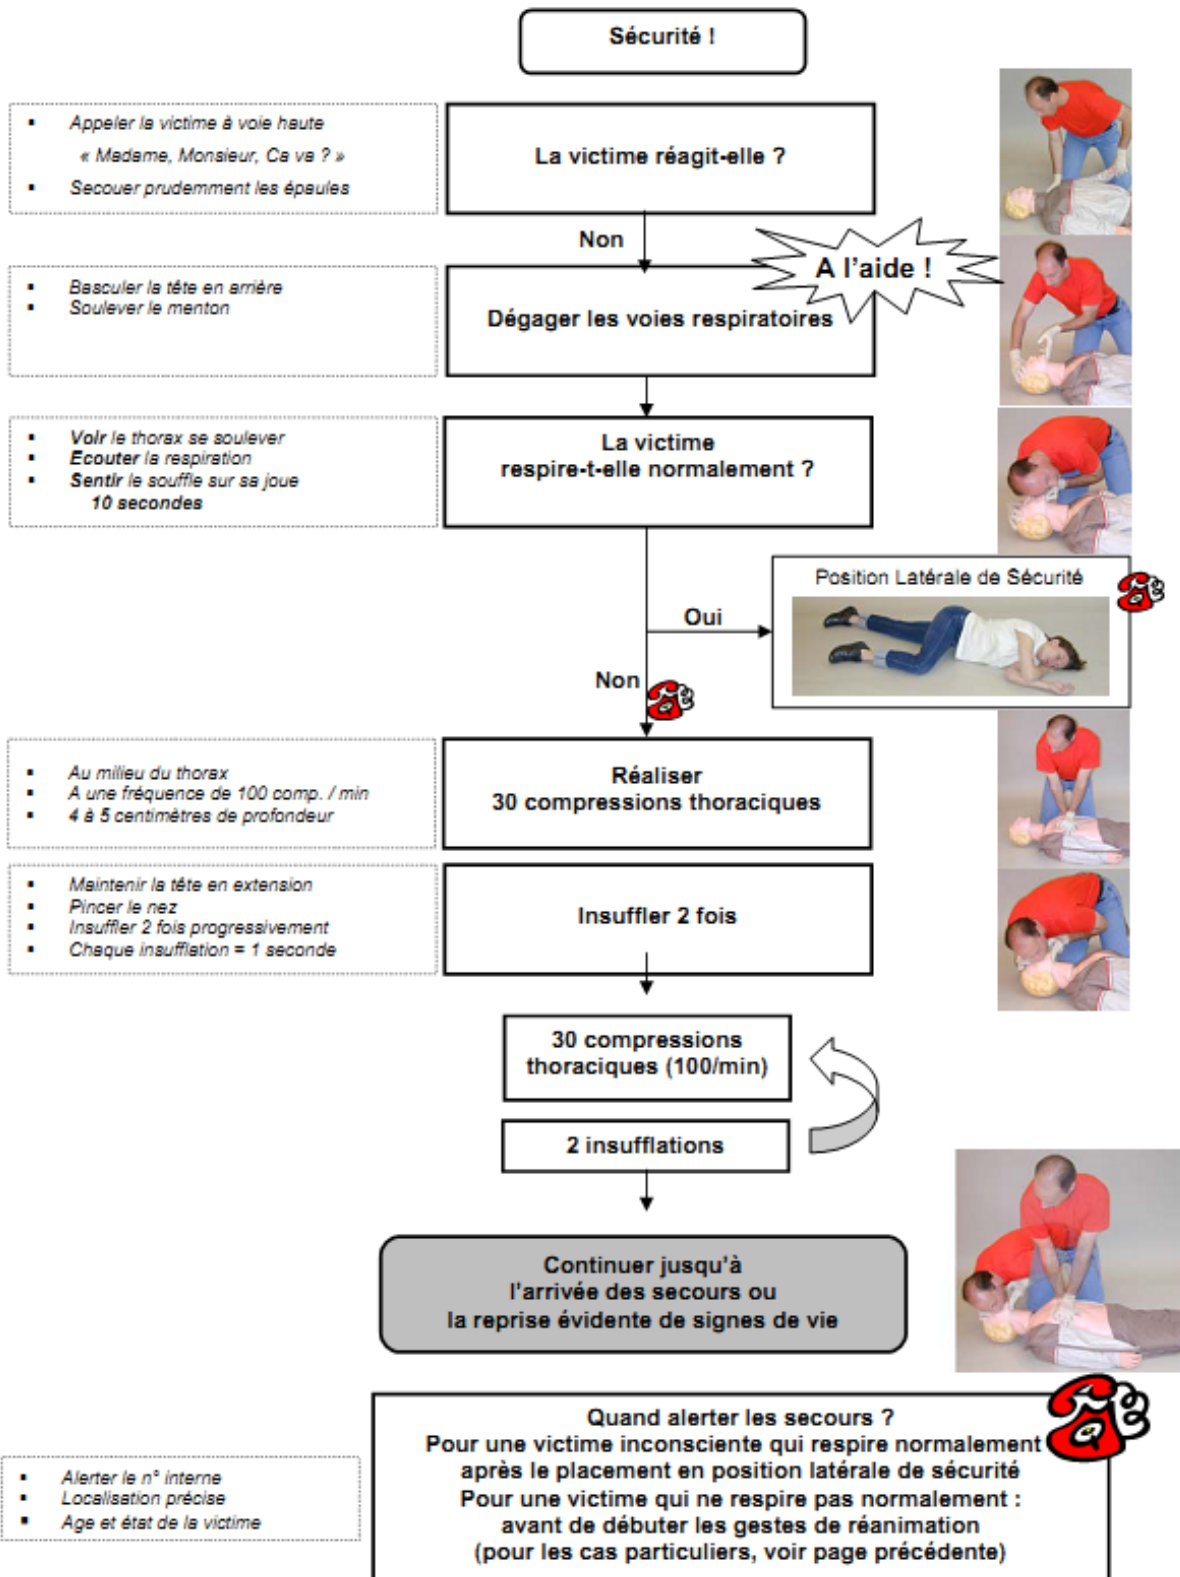 Sécurité !
▪ Appeler la victime à voie haute
« Madame, Monsieur, Ca va ? »
▪ Secouer prudemment les épaules
La victime réagit-elle ?
Non
A l'aide !
▪ Basculer la tête en arrière
▪ Soulever le menton
Dégager les voies respiratoires
▪ Voir le thorax se soulever
▪ Ecouter la respiration
▪ Sentir le souffle sur sa joue
10 secondes
La victime
respire-t-elle normalement ?
Position Latérale de Sécurité
Oui
Non
▪ Au milieu du thorax
▪ A une fréquence de 100 comp. / min
▪ 4 à 5 centimètres de profondeur
Réaliser
30 compressions thoraciques
▪ Maintenir la tête en extension
▪ Pincer le nez
▪ Insuffler 2 fois progressivement
▪ Chaque insufflation = 1 seconde
Insuffler 2 fois
30 compressions
thoraciques (100/min)
2 insufflations
Continuer jusqu'à
l'arrivée des secours ou
la reprise évidente de signes de vie
▪ Alerter le n° interne
▪ Localisation précise
▪ Age et état de la victime
Quand alerter les secours ?
Pour une victime inconsciente qui respire normalement
après le placement en position latérale de sécurité
Pour une victime qui ne respire pas normalement :
avant de débuter les gestes de réanimation
(pour les cas particuliers, voir page précédente)